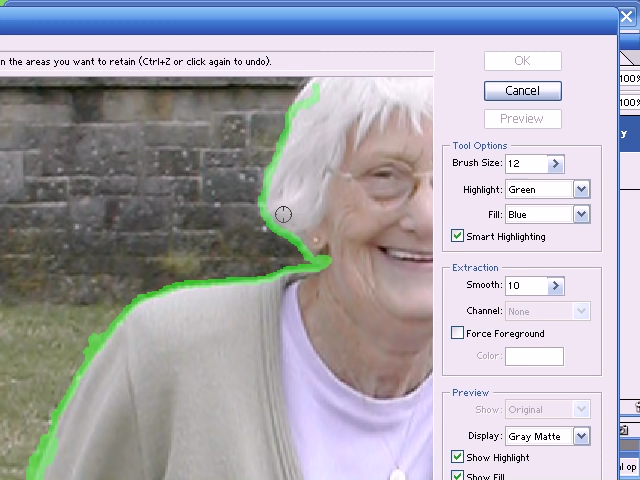 n the areas you want to retain (Ctrl+Z or click again to undo).
OK
Cancel
Preview
Tool Options
Brush Size: 12
Highlight: Green
Fill: Blue
Smart Highlighting
Extraction
Smooth: 10
Channel: None
Force Foreground
Color:
Preview
Show: Original
Display: Gray Matte
Show Highlight
Show Fill
100%
100%
y
al op